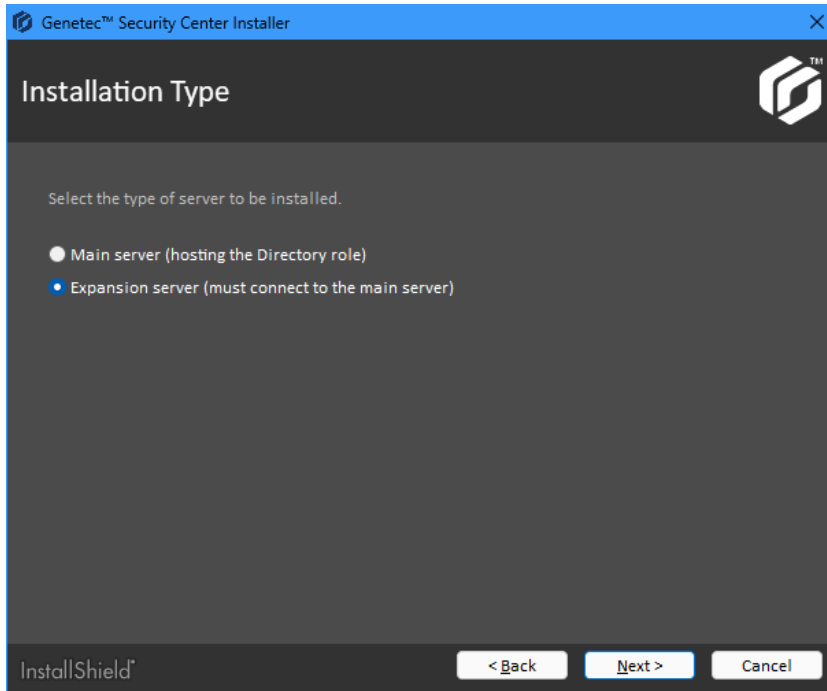 Genetec™ Security Center Installer
Installation Type
TM
Select the type of server to be installed.
Main server (hosting the Directory role)
Expansion server (must connect to the main server)
InstallShield
< Back
Next >
Cancel